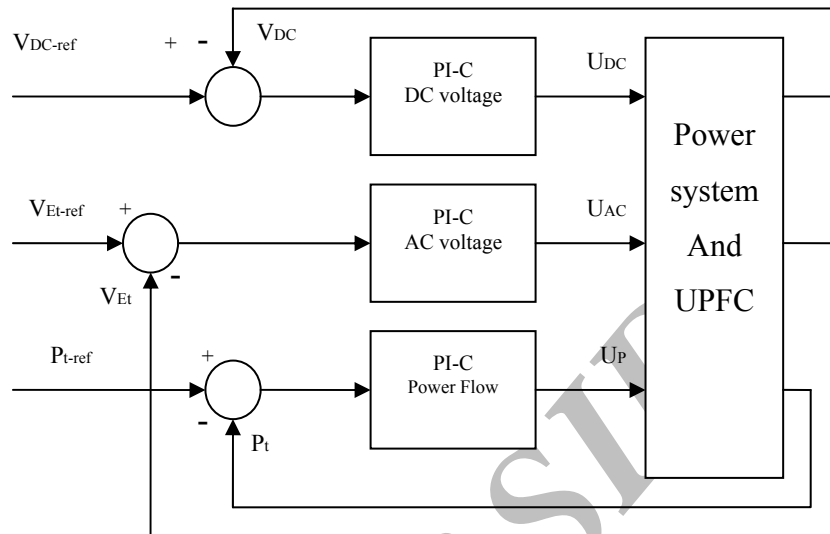 VDC-ref + - VDC
PI-C
DC voltage
UDC
VEt-ref +
PI-C
AC voltage
UAC
-
VEt
Power
system
And
UPFC
Pt-ref +
PI-C
Power Flow
UP
-
Pt
SID